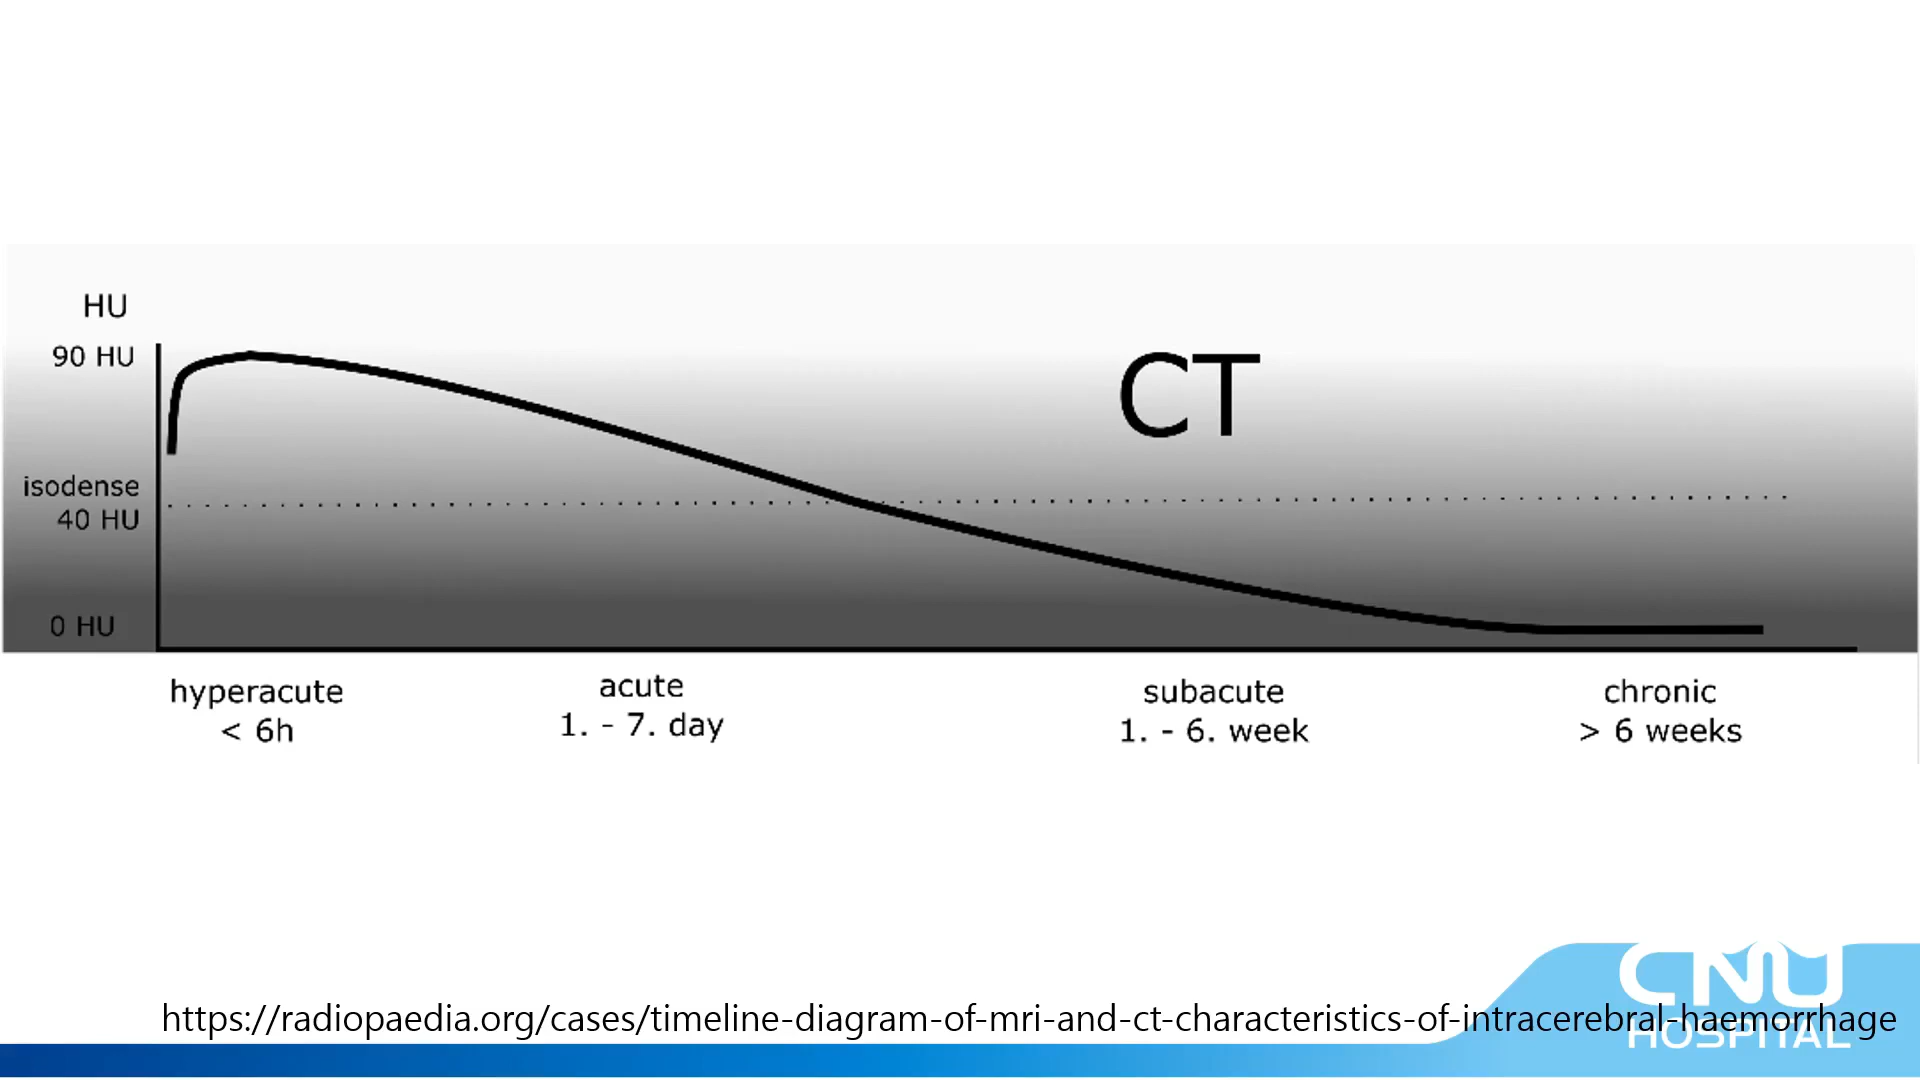 HU
90 HU
CT
isodense
40 HU
0 HU
hyperacute
< 6h
acute
1. - 7. day
subacute
1. - 6. week
chronic
> 6 weeks
CNU
HOSPITAL
https://radiopaedia.org/cases/timeline-diagram-of-mri-and-ct-characteristics-of-intracerebral-haemorrhage